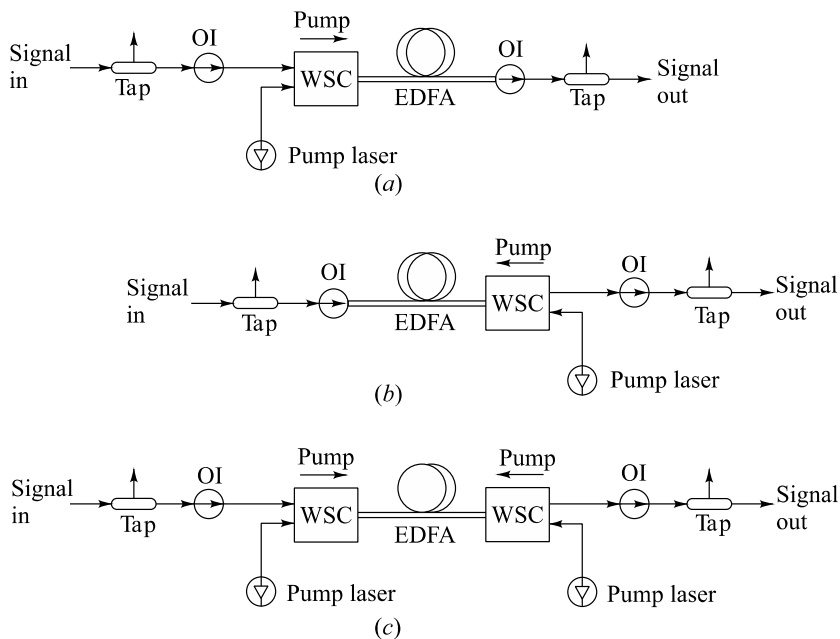 Pump
OI
OI
Signal
in
WSC
Signal
out
Tap
EDFA
Tap
Pump laser
(a)
Pump
OI
OI
Signal
in
WSC
Signal
out
Tap
EDFA
Tap
Pump laser
(b)
Pump
Pump
OI
OI
Signal
in
WSC
WSC
Signal
out
Tap
EDFA
Tap
Pump laser
Pump laser
(c)